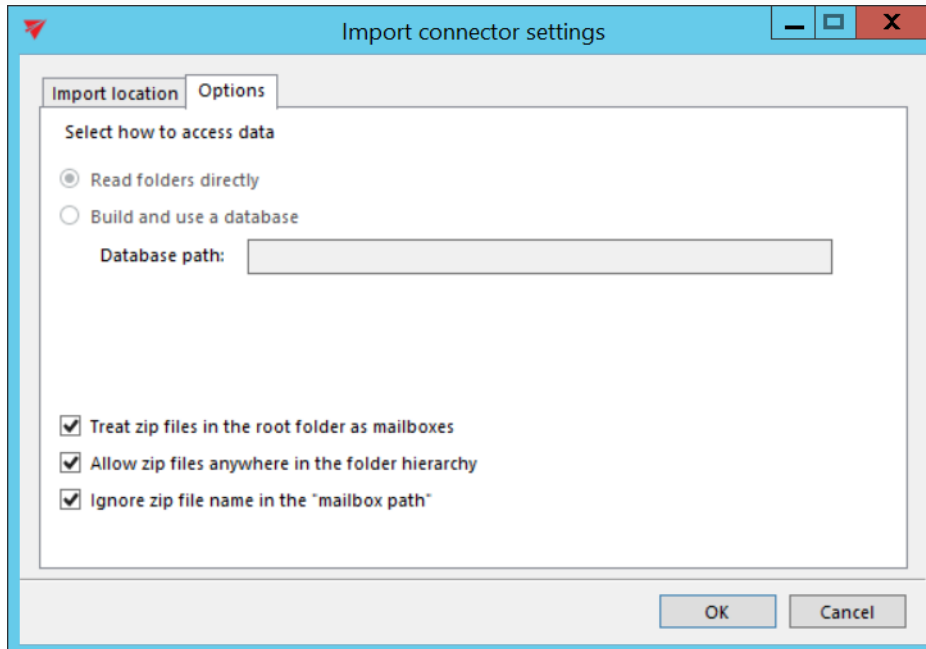 Import connector settings
Import location
Options
Select how to access data
Read folders directly
Build and use a database
Database path:
Treat zip files in the root folder as mailboxes
Allow zip files anywhere in the folder hierarchy
Ignore zip file name in the "mailbox path"
OK
Cancel